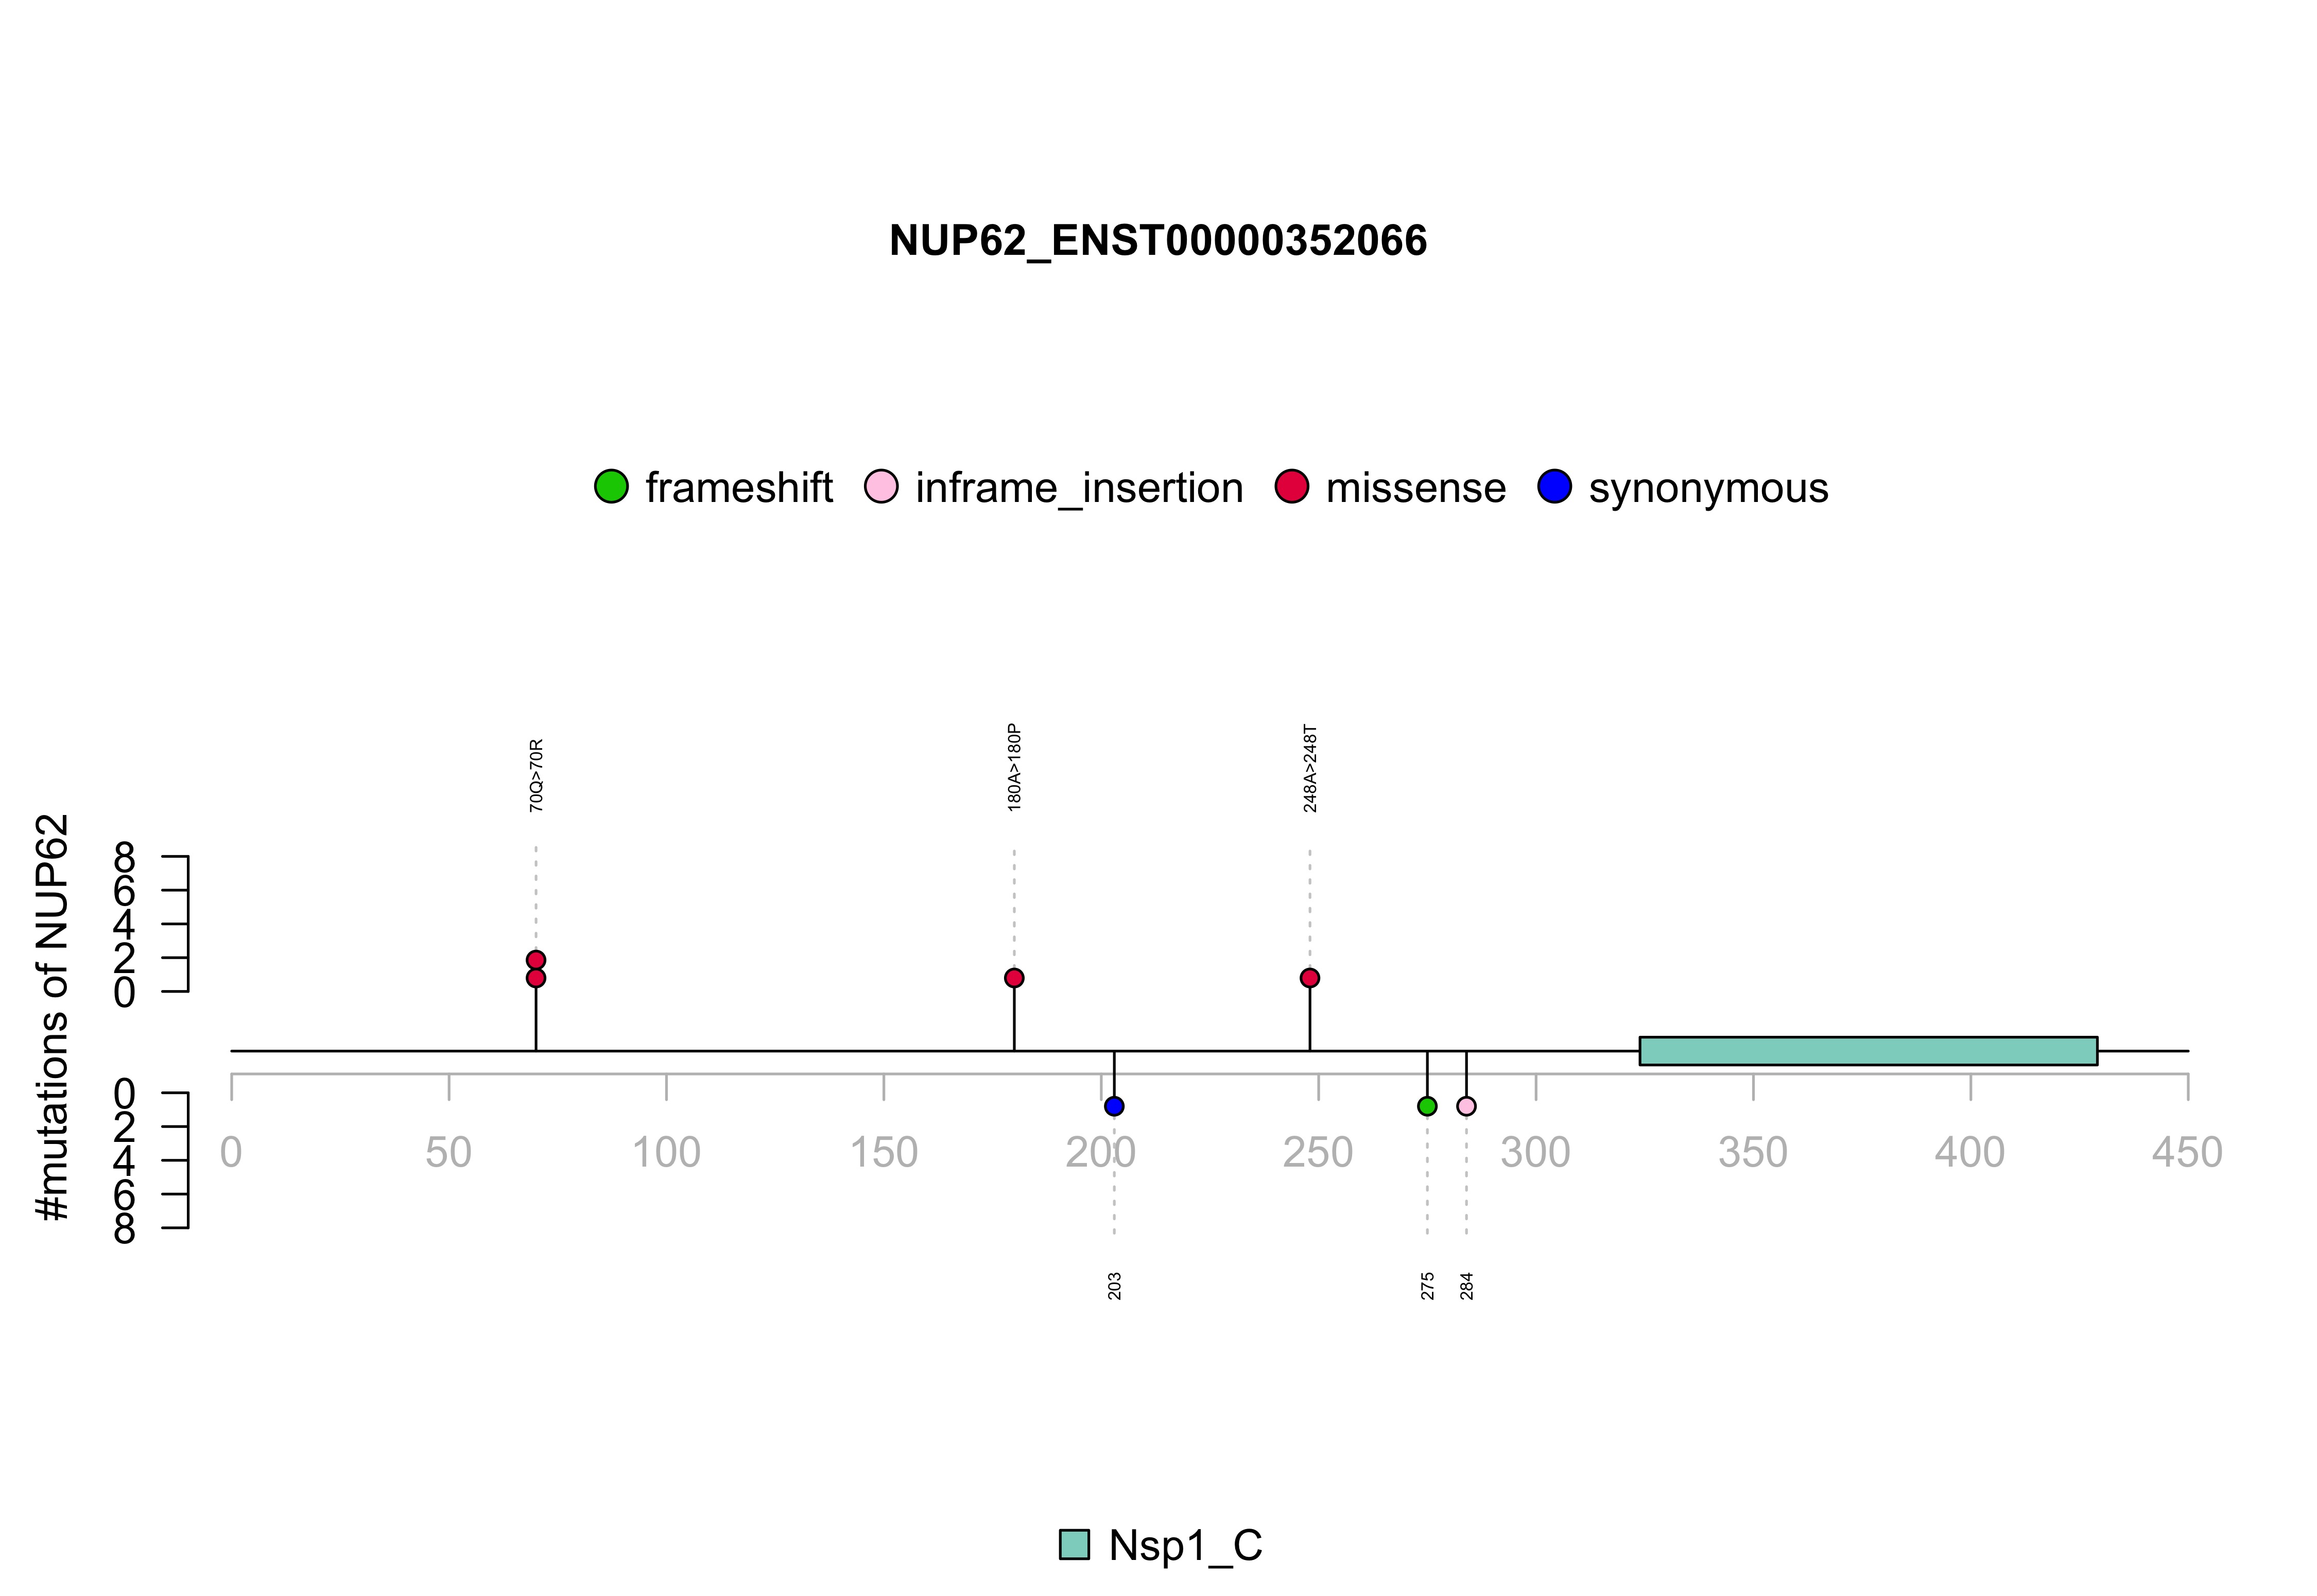 NUP62_ENST00000352066
frameshift inframe_insertion missense synonymous
70Q>70R 180A>180P 248A>248T
#mutations of NUP62
8
6
4
2
0
0
2
4
6
8
0 50 100 150 200 250 300 350 400 450
203 275 284
Nsp1_C